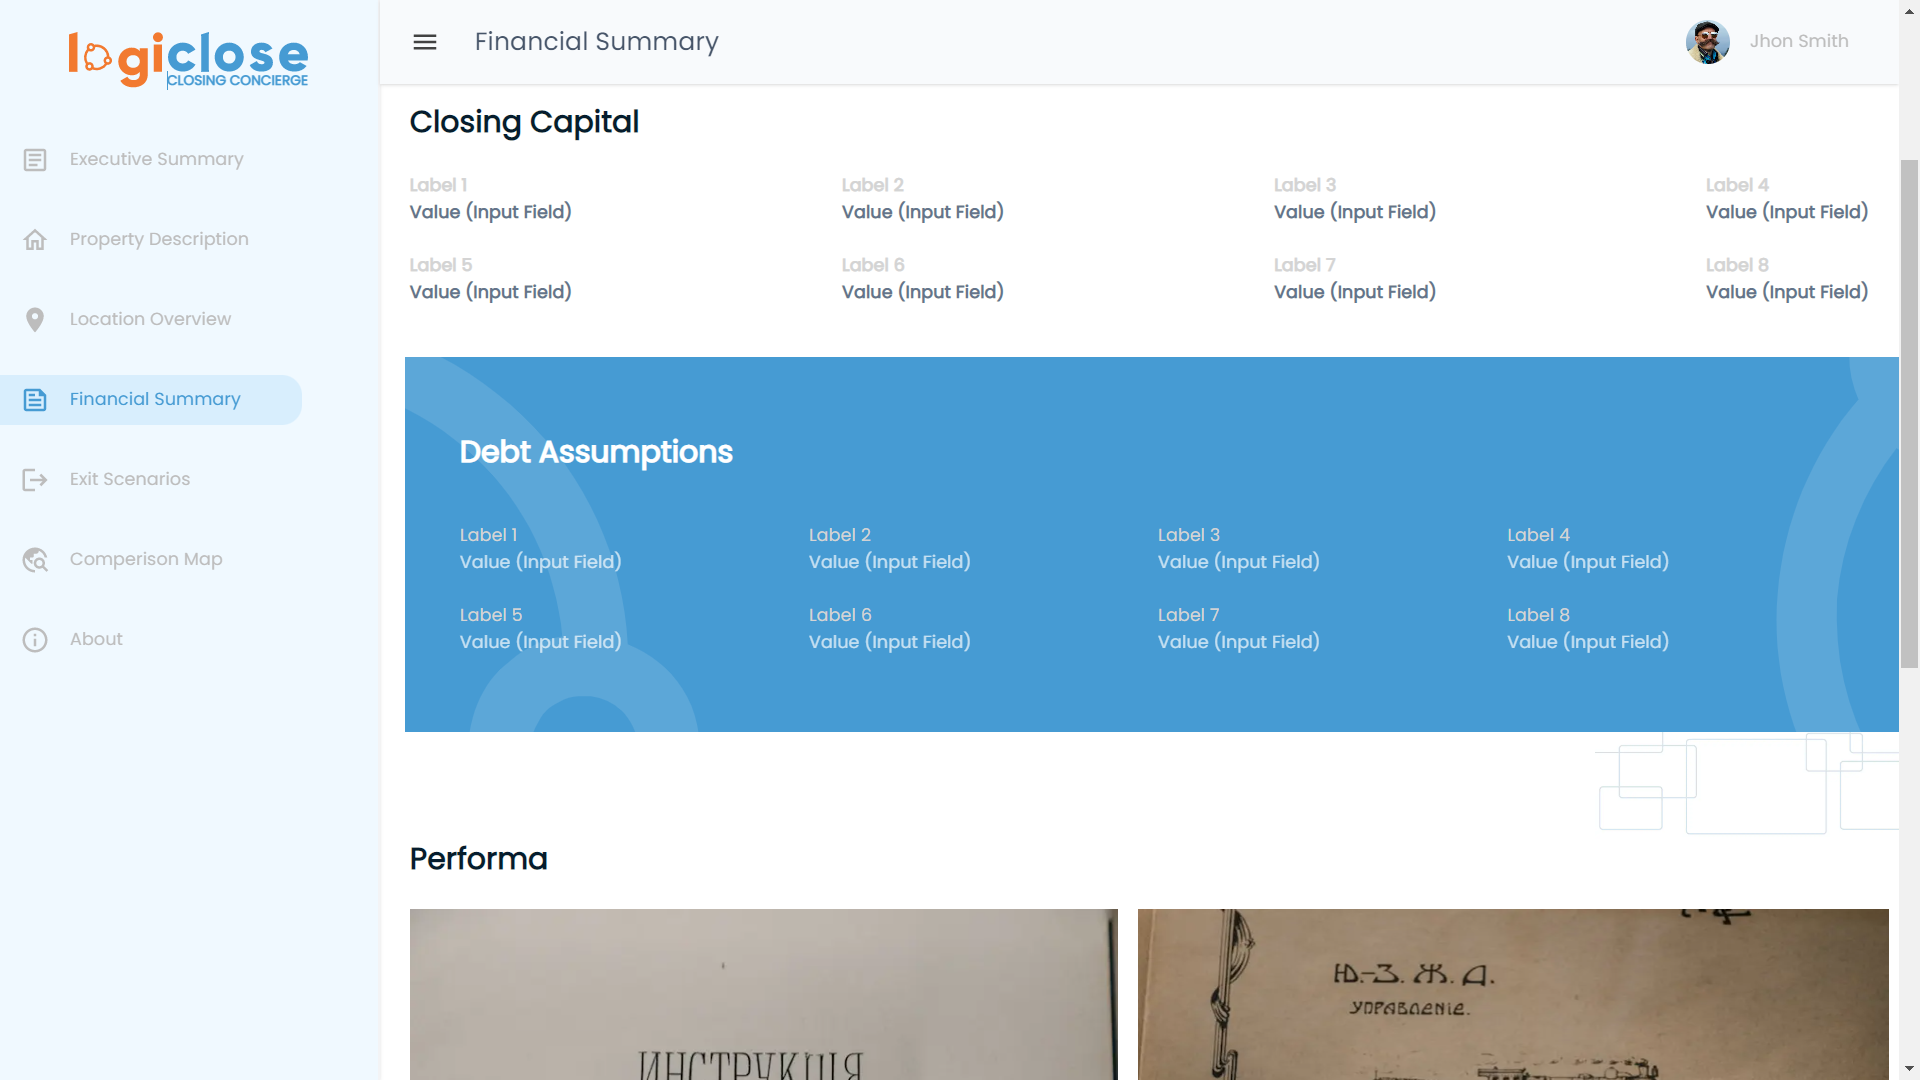 logiclose
CLOSING CONCIERGE
Executive Summary
Property Description
Location Overview
Financial Summary
Exit Scenarios
Comperison Map
About
Financial Summary
Jhon Smith
Closing Capital
Label 1
Value (Input Field)
Label 2
Value (Input Field)
Label 3
Value (Input Field)
Label 4
Value (Input Field)
Label 5
Value (Input Field)
Label 6
Value (Input Field)
Label 7
Value (Input Field)
Label 8
Value (Input Field)
Debt Assumptions
Label 1
Value (Input Field)
Label 2
Value (Input Field)
Label 3
Value (Input Field)
Label 4
Value (Input Field)
Label 5
Value (Input Field)
Label 6
Value (Input Field)
Label 7
Value (Input Field)
Label 8
Value (Input Field)
Performa
ИНСТРУКЦІЯ
Ю.-З. Ж. Д.
УПРАВЛЕНІЕ.